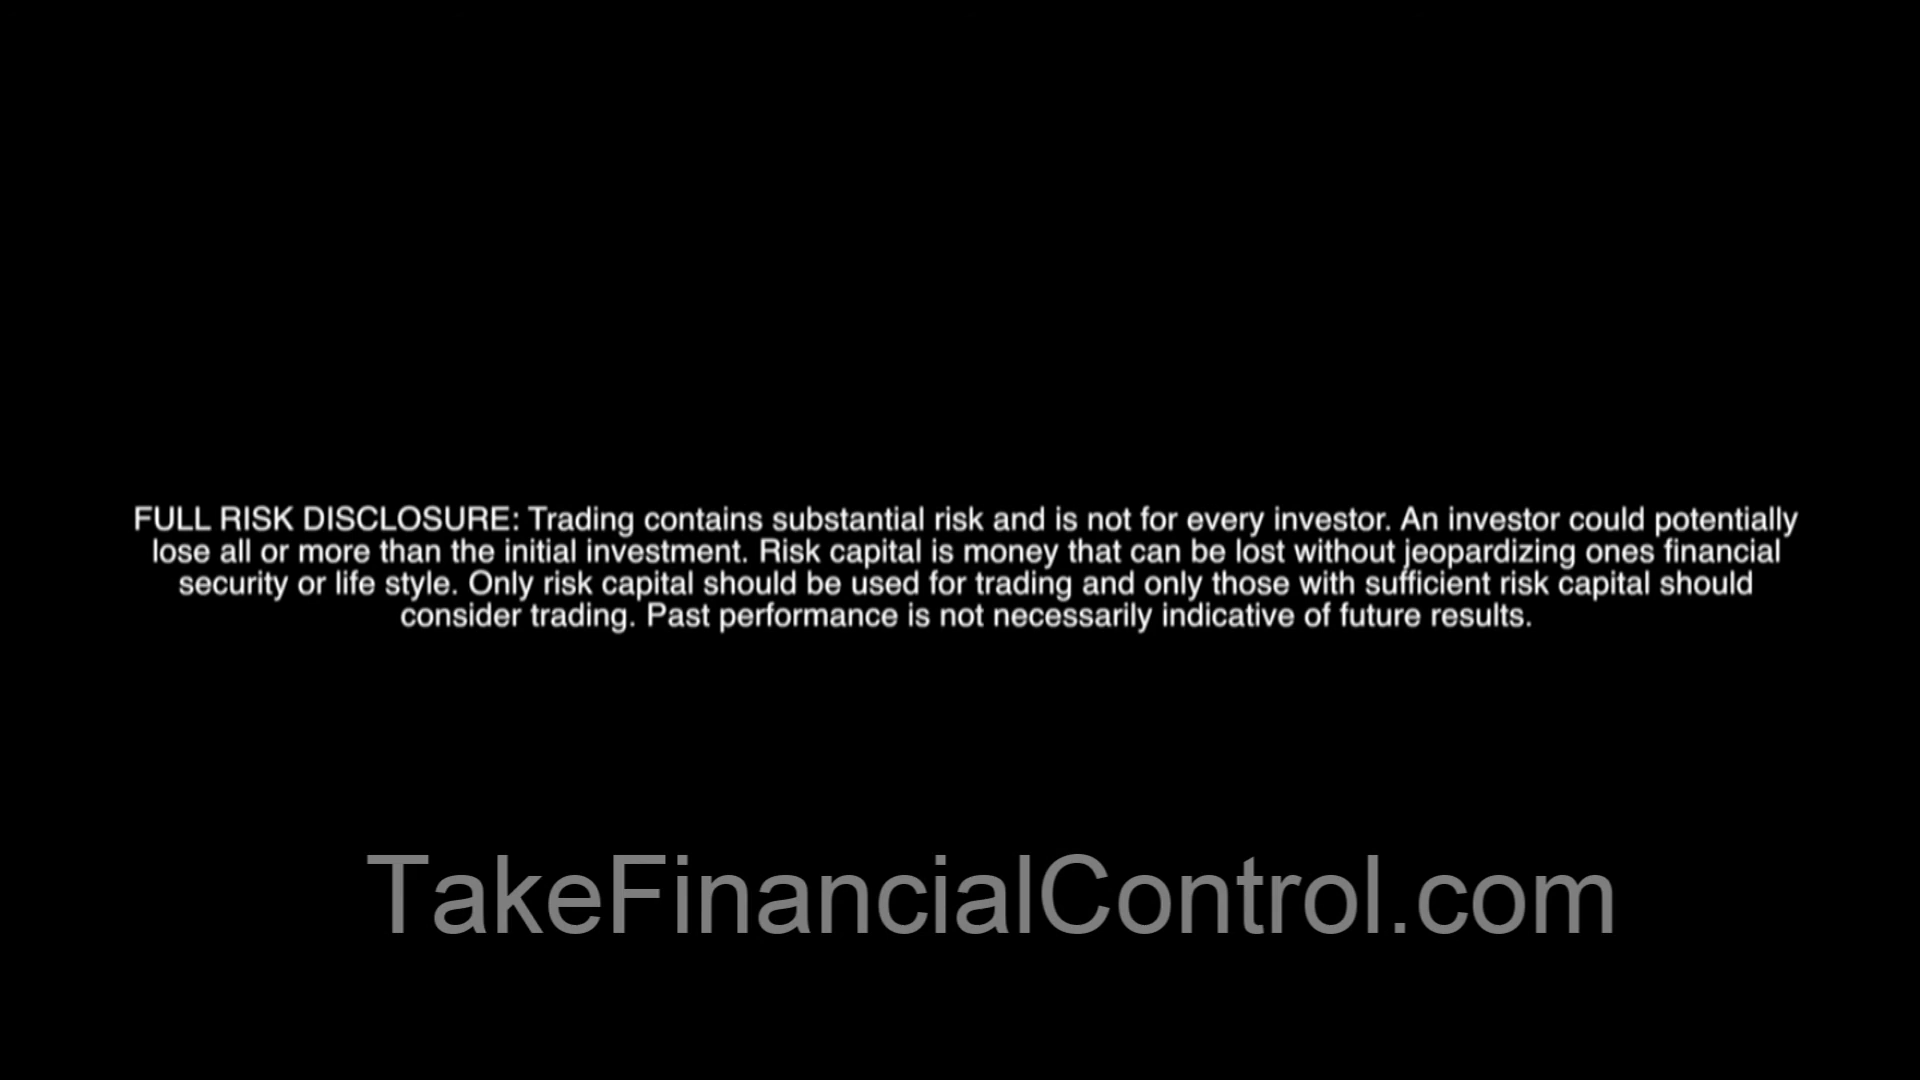 FULL RISK DISCLOSURE: Trading contains substantial risk and is not for every investor. An investor could potentially
lose all or more than the initial investment. Risk capital is money that can be lost without jeopardizing ones financial
security or life style. Only risk capital should be used for trading and only those with sufficient risk capital should
consider trading. Past performance is not necessarily indicative of future results.
TakeFinancialControl.com